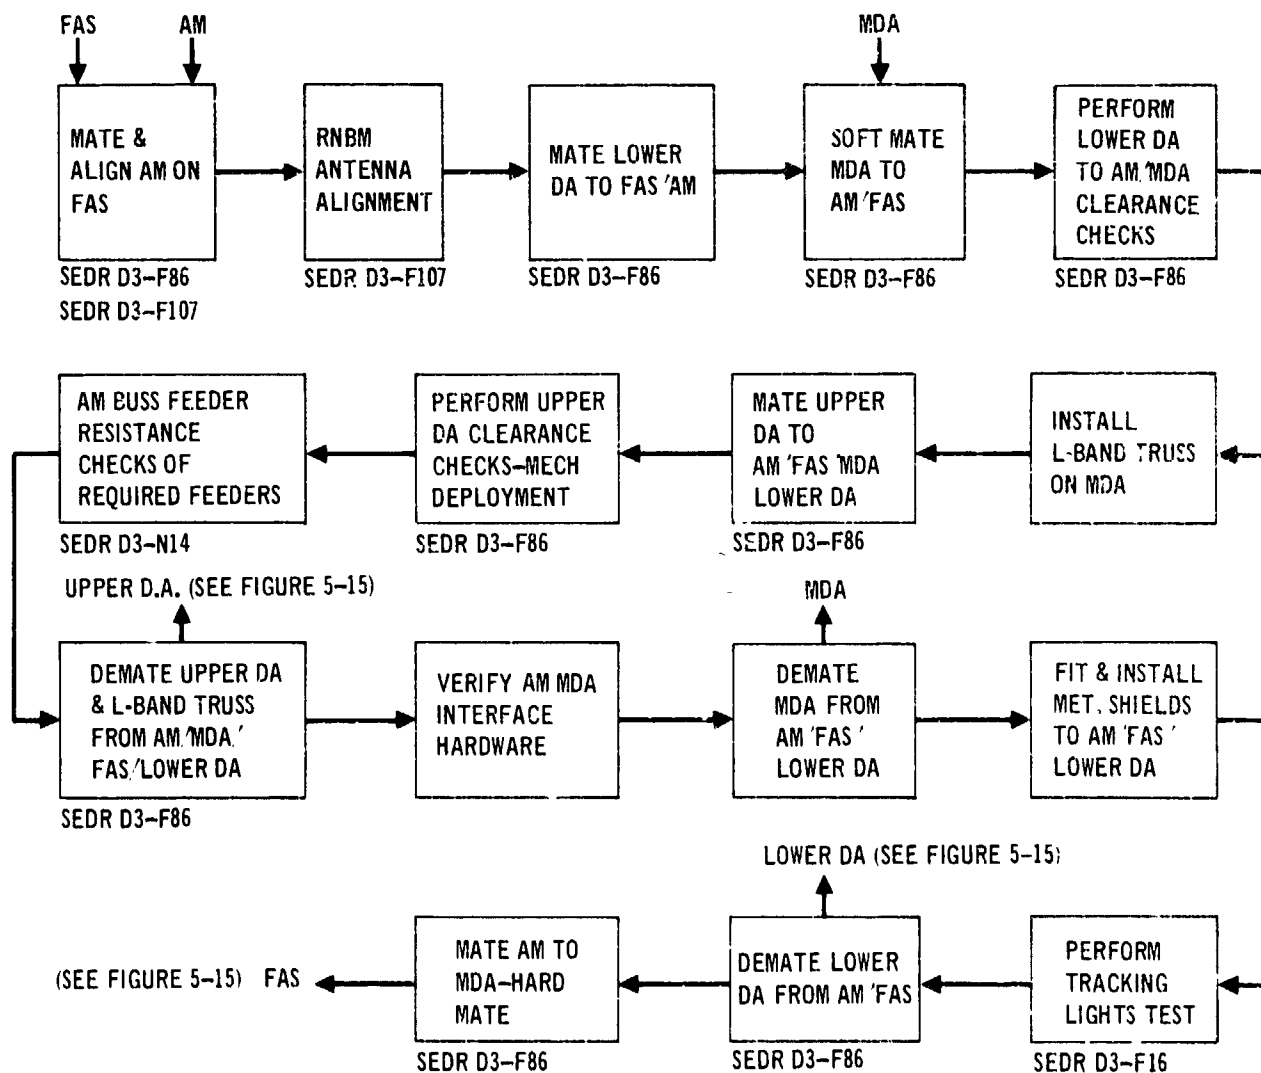 FAS
AM
MDA
MATE &
ALIGN AM ON
FAS
SEDR D3-F86
SEDR D3-F107
RNBM
ANTENNA
ALIGNMENT
SEDR D3-F107
MATE LOWER
DA TO FAS/AM
SEDR D3-F86
SOFT MATE
MDA TO
AM/FAS
SEDR D3-F86
PERFORM
LOWER DA
TO AM/MDA
CLEARANCE
CHECKS
SEDR D3-F86
AM BUSS FEEDER
RESISTANCE
CHECKS OF
REQUIRED FEEDERS
SEDR D3-N14
PERFORM UPPER
DA CLEARANCE
CHECKS-MECH
DEPLOYMENT
SEDR D3-F86
MATE UPPER
DA TO
AM/FAS/MDA
LOWER DA
SEDR D3-F86
INSTALL
L-BAND TRUSS
ON MDA
UPPER D.A. (SEE FIGURE 5-15)
DEMATE UPPER DA
& L-BAND TRUSS
FROM AM/MDA/
FAS/LOWER DA
SEDR D3-F86
VERIFY AM MDA
INTERFACE
HARDWARE
MDA
DEMATE
MDA FROM
AM/FAS/
LOWER DA
FIT & INSTALL
MET. SHIELDS
TO AM/FAS/
LOWER DA
LOWER DA (SEE FIGURE 5-15)
(SEE FIGURE 5-15) FAS
MATE AM TO
MDA-HARD
MATE
SEDR D3-F86
DEMATE LOWER
DA FROM AM/FAS
SEDR D3-F86
PERFORM
TRACKING
LIGHTS TEST
SEDR D3-F16